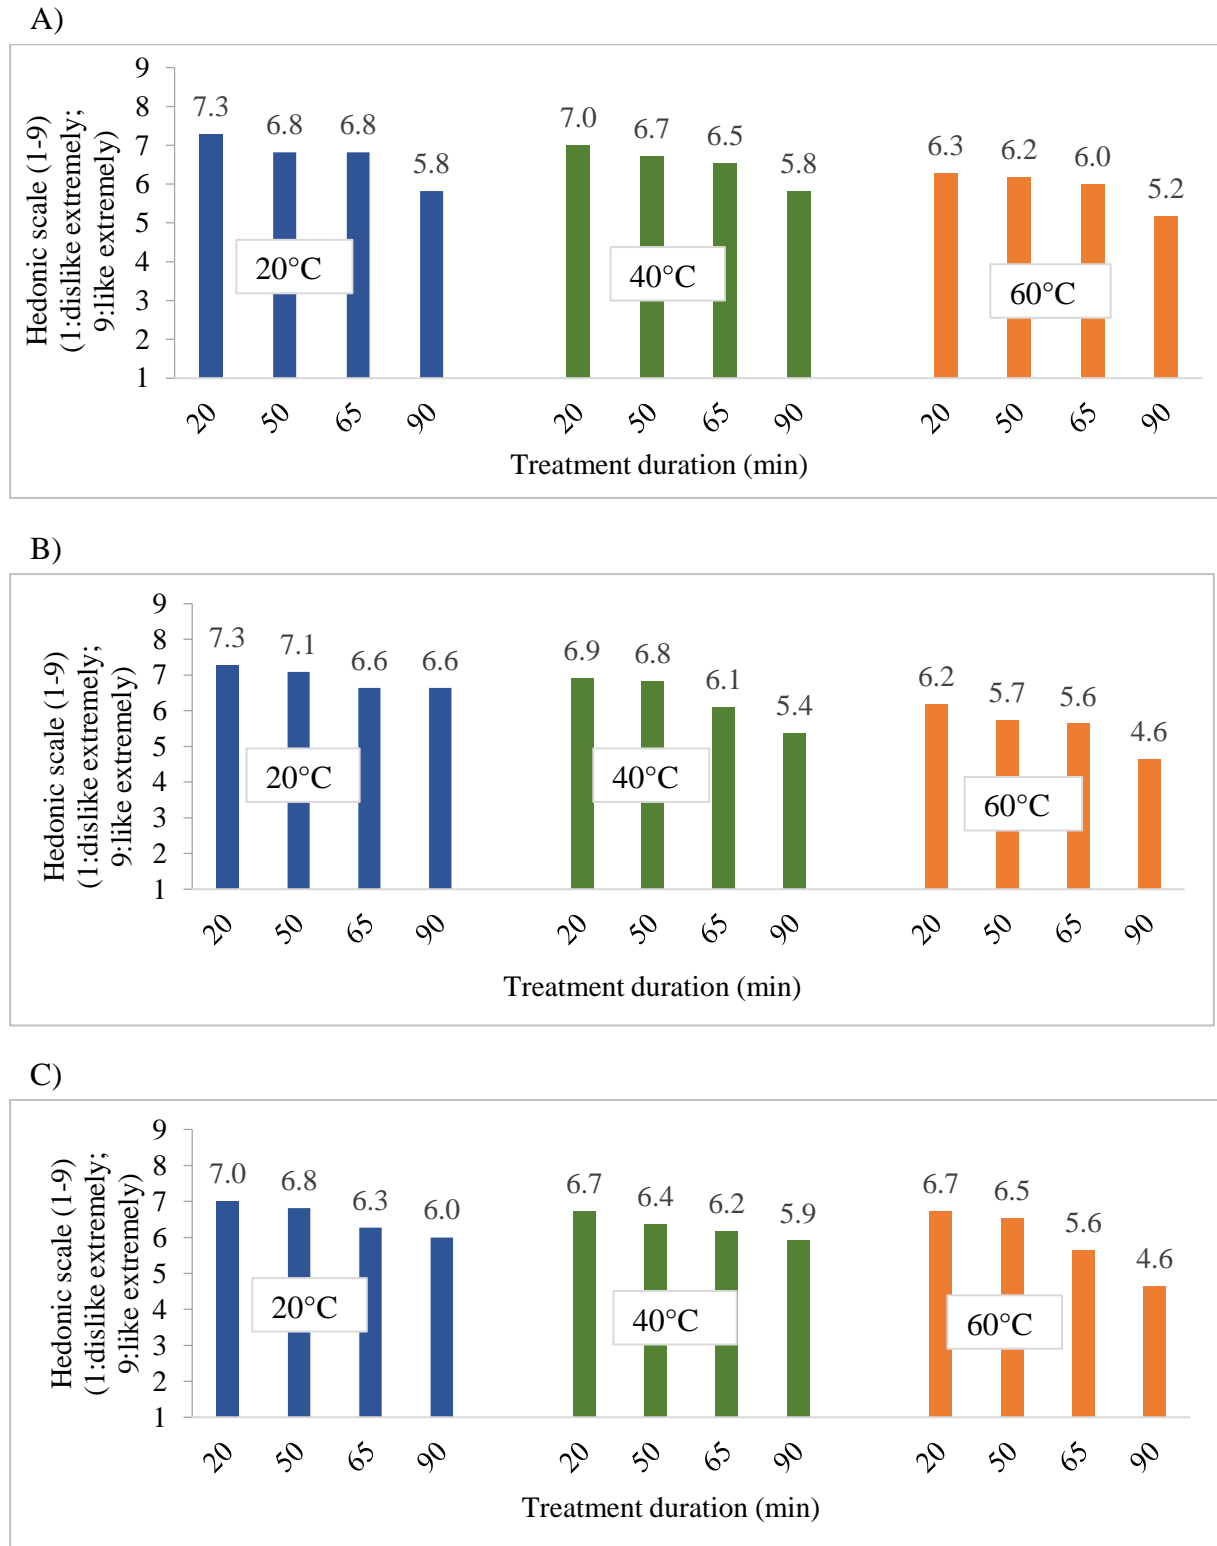 A)
Hedonic scale (1-9)
(1:dislike extremely;
9:like extremely)
9
8
7
6
5
4
3
2
1
7.3 6.8 6.8 5.8 7.0 6.7 6.5 5.8 6.3 6.2 6.0 5.2
20°C 40°C 60°C
20 50 65 90 20 50 65 90 20 50 65 90
Treatment duration (min)
B)
Hedonic scale (1-9)
(1:dislike extremely;
9:like extremely)
9
8
7
6
5
4
3
2
1
7.3 7.1 6.6 6.6 6.9 6.8 6.1 5.4 6.2 5.7 5.6 4.6
20°C 40°C 60°C
20 50 65 90 20 50 65 90 20 50 65 90
Treatment duration (min)
C)
Hedonic scale (1-9)
(1:dislike extremely;
9:like extremely)
9
8
7
6
5
4
3
2
1
7.0 6.8 6.3 6.0 6.7 6.4 6.2 5.9 6.7 6.5 5.6 4.6
20°C 40°C 60°C
20 50 65 90 20 50 65 90 20 50 65 90
Treatment duration (min)